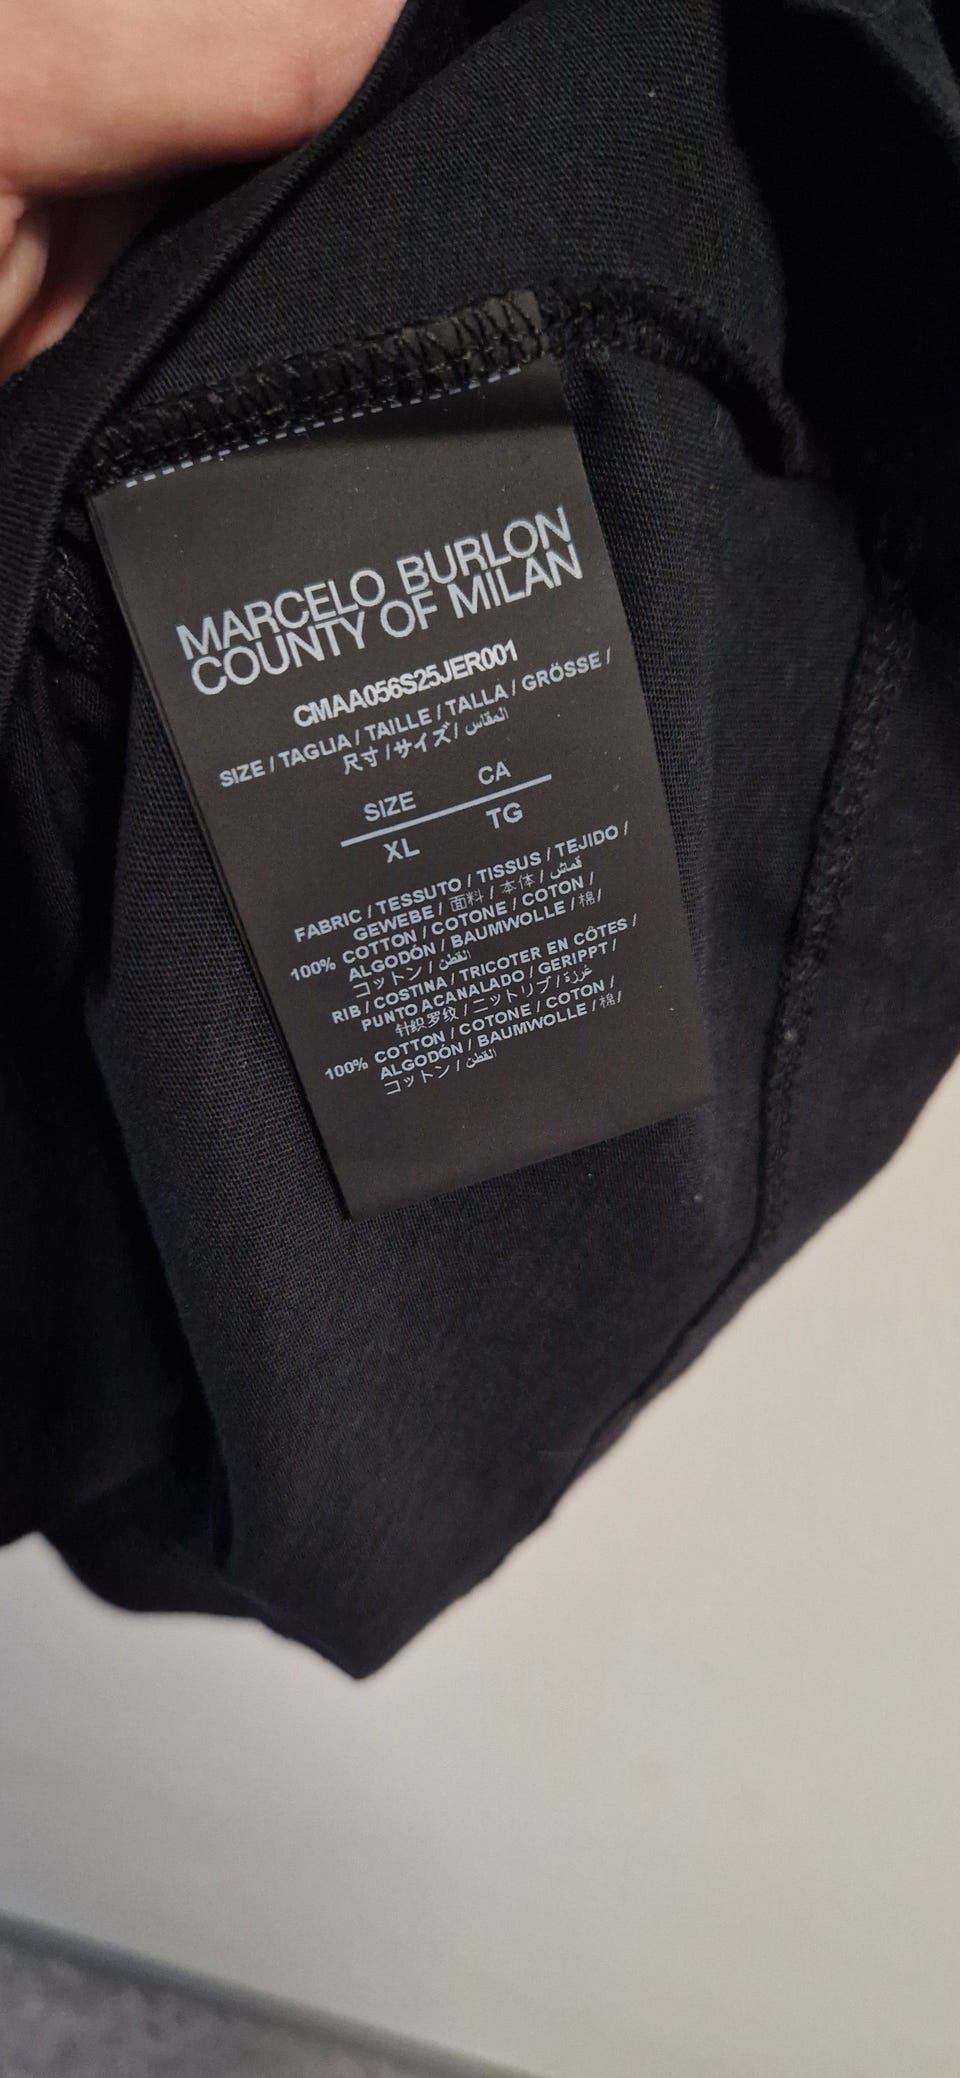 MARCELO BURLON
COUNTY OF MILAN
CMAA056S25JER001
SIZE / TAGLIA / TAILLE / TALLA / GRÖSSE /
尺寸 / サイズ / المقاس
SIZE CA
XL TG
FABRIC / TESSUTO / TISSUS / TEJIDO /
GEWEBE / 面料 / 本体 / قماش
100% COTTON / COTONE / COTON /
ALGODÓN / BAUMWOLLE / 棉 /
コットン / القطن
RIB / COSTINA / TRICOTER EN CÔTES /
PUNTO ACANALADO / GERIPPT /
针织罗纹 / ニットリブ / غرزة
100% COTTON / COTONE / COTON /
ALGODÓN / BAUMWOLLE / 棉 /
コットン / القطن